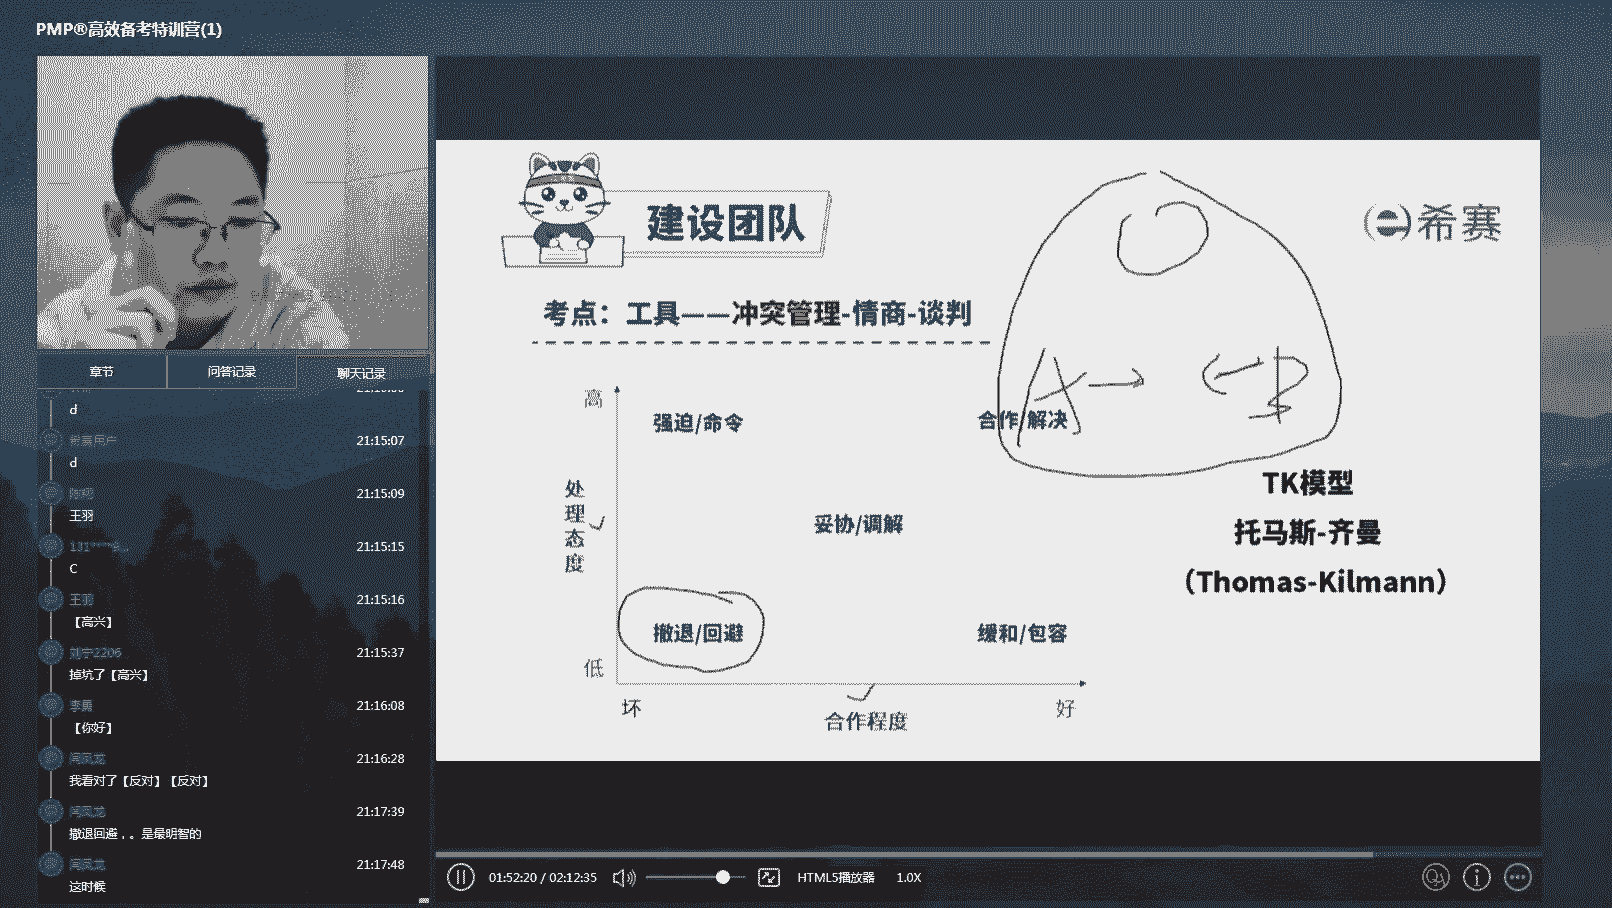 PMP®高效备考特训营(1)
章节
问答记录
聊天记录
d
希赛用户
21:15:07
d
21:15:09
王羽
21:15:15
C
王羽
21:15:16
【高兴】
刘宇2206
21:15:37
掉坑了【高兴】
李勇
21:16:08
【你好】
闫凤龙
21:16:28
我看对了【反对】【反对】
闫凤龙
21:17:39
撤退回避，。是最明智的
闫凤龙
21:17:48
这时候
建设团队
希赛
考点：工具——冲突管理-情商-谈判
A
B
高
强迫/命令
合作/解决
处理态度
妥协/调解
撤退/回避
缓和/包容
低
坏
合作程度
好
TK模型
托马斯-齐曼
（Thomas-Kilmann）
01:52:20 / 02:12:35
HTML5播放器
1.0X
QA